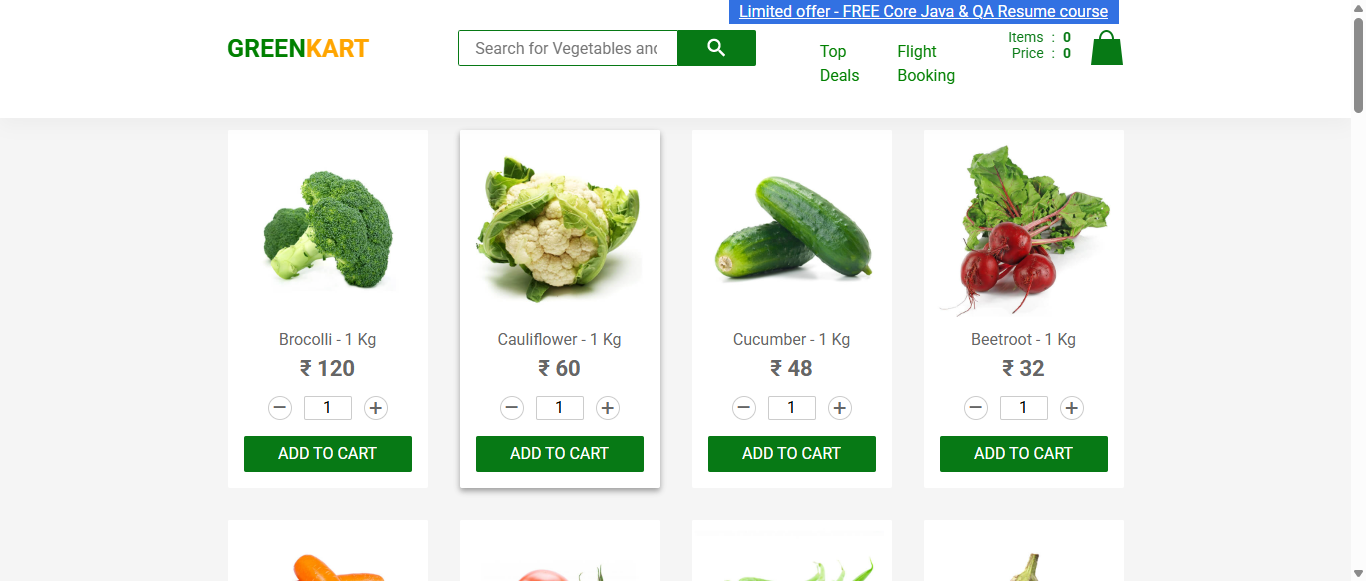 Limited offer - FREE Core Java & QA Resume course
GREENKART
Search for Vegetables and
Top
Deals
Flight
Booking
Items : 0
Price : 0
Brocolli - 1 Kg
₹ 120
1
ADD TO CART
Cauliflower - 1 Kg
₹ 60
1
ADD TO CART
Cucumber - 1 Kg
₹ 48
1
ADD TO CART
Beetroot - 1 Kg
₹ 32
1
ADD TO CART